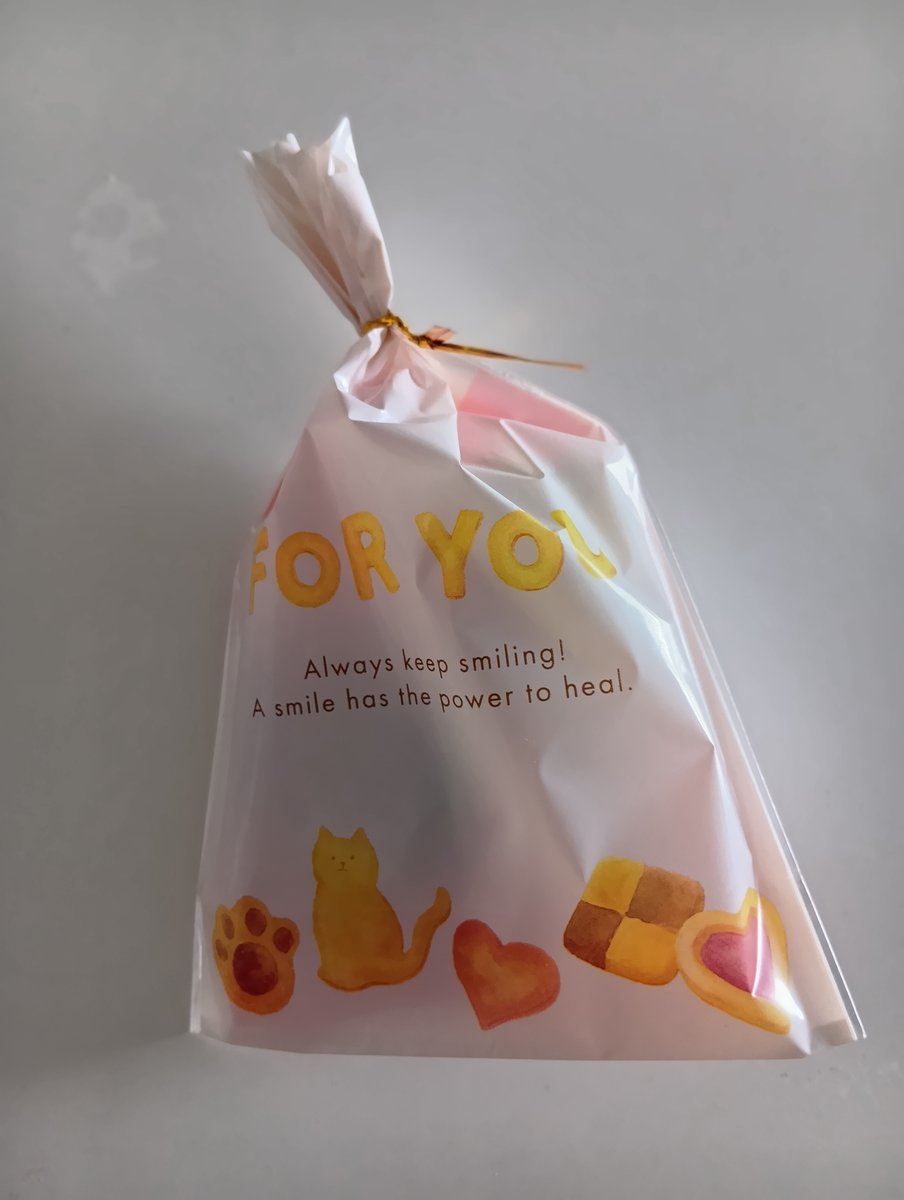 FOR YOU
Always keep smiling!
A smile has the power to heal.